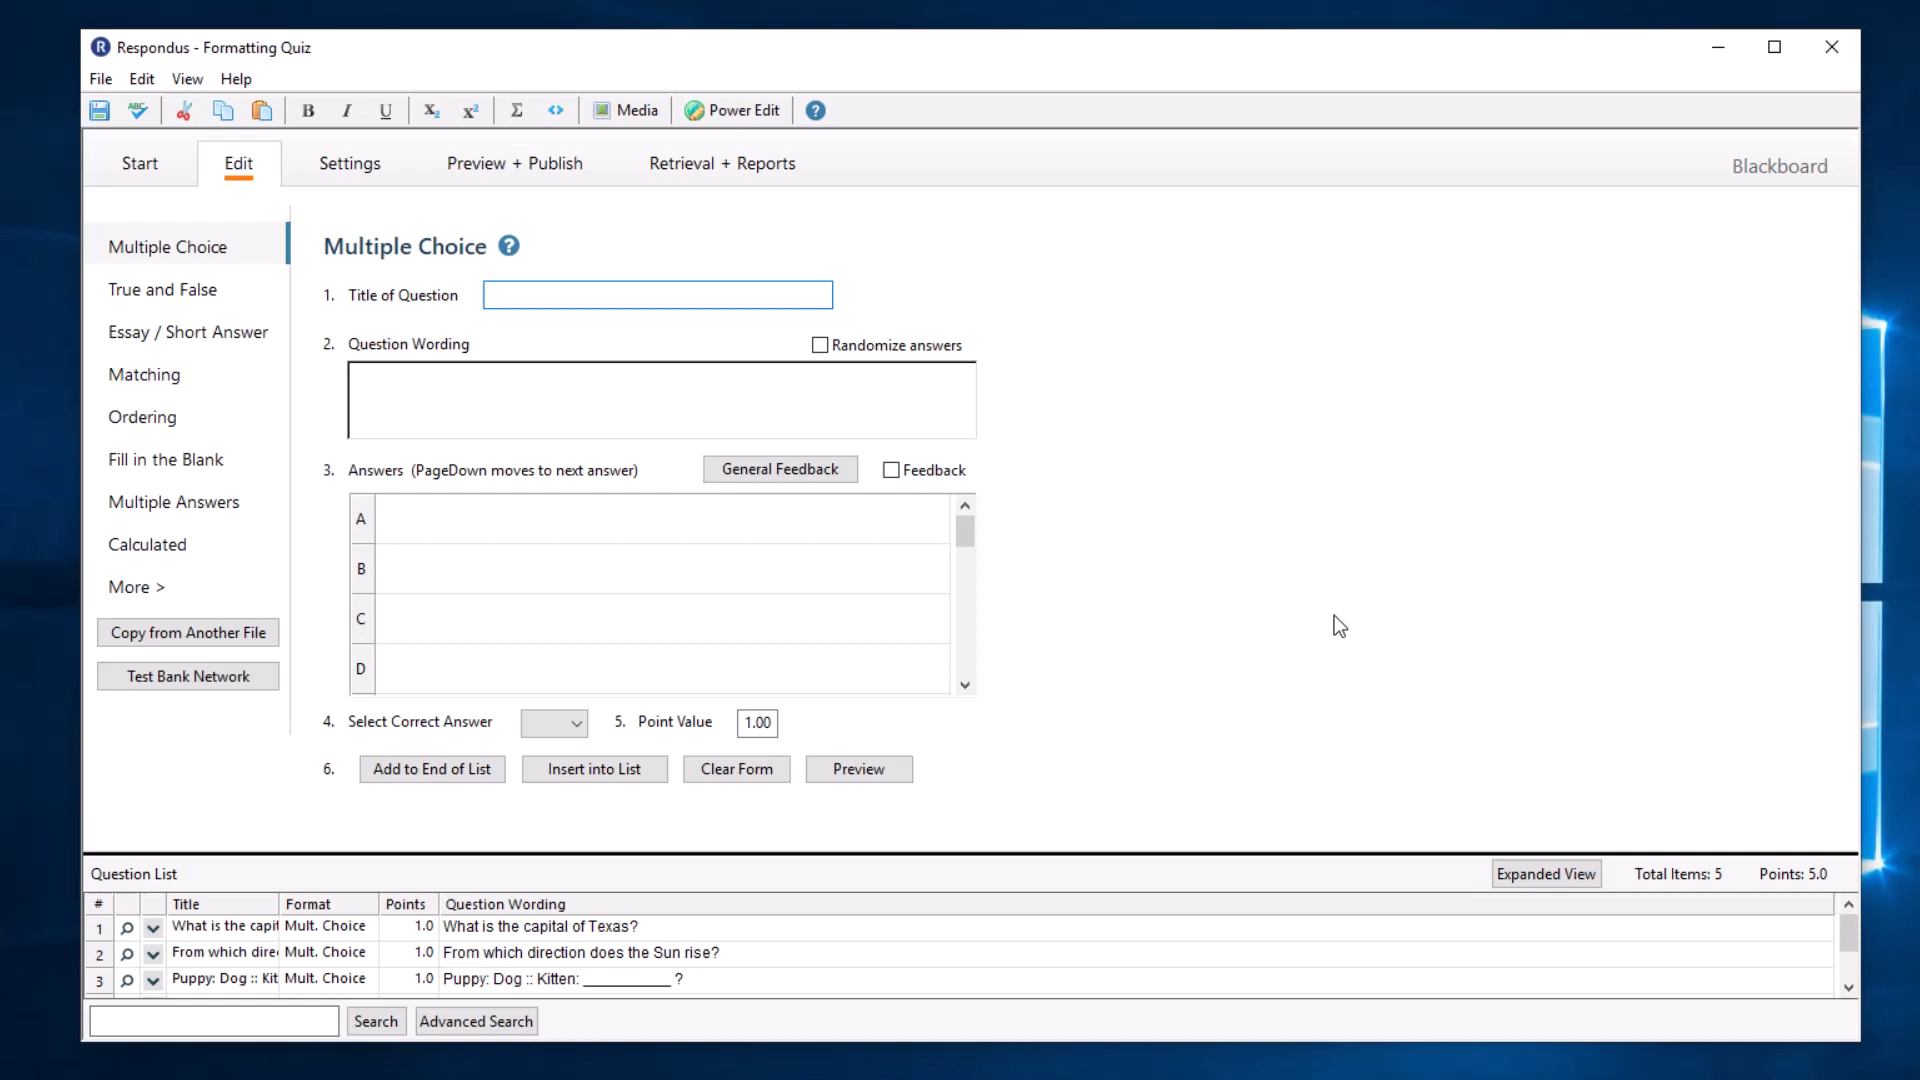 R Respondus - Formatting Quiz
File Edit View Help
ABC B I U X2 x2 Σ <> Media Power Edit ?
Start Edit Settings Preview + Publish Retrieval + Reports Blackboard
Multiple Choice
True and False
Essay / Short Answer
Matching
Ordering
Fill in the Blank
Multiple Answers
Calculated
More >
Copy from Another File
Test Bank Network
Multiple Choice ?
1. Title of Question
2. Question Wording Randomize answers
3. Answers (PageDown moves to next answer) General Feedback Feedback
A
B
C
D
4. Select Correct Answer 5. Point Value 1.00
6. Add to End of List Insert into List Clear Form Preview
Question List Expanded View Total Items: 5 Points: 5.0
# Title Format Points Question Wording
1 What is the capit Mult. Choice 1.0 What is the capital of Texas?
2 From which dire Mult. Choice 1.0 From which direction does the Sun rise?
3 Puppy: Dog :: Kit Mult. Choice 1.0 Puppy: Dog :: Kitten: ___________ ?
Search Advanced Search